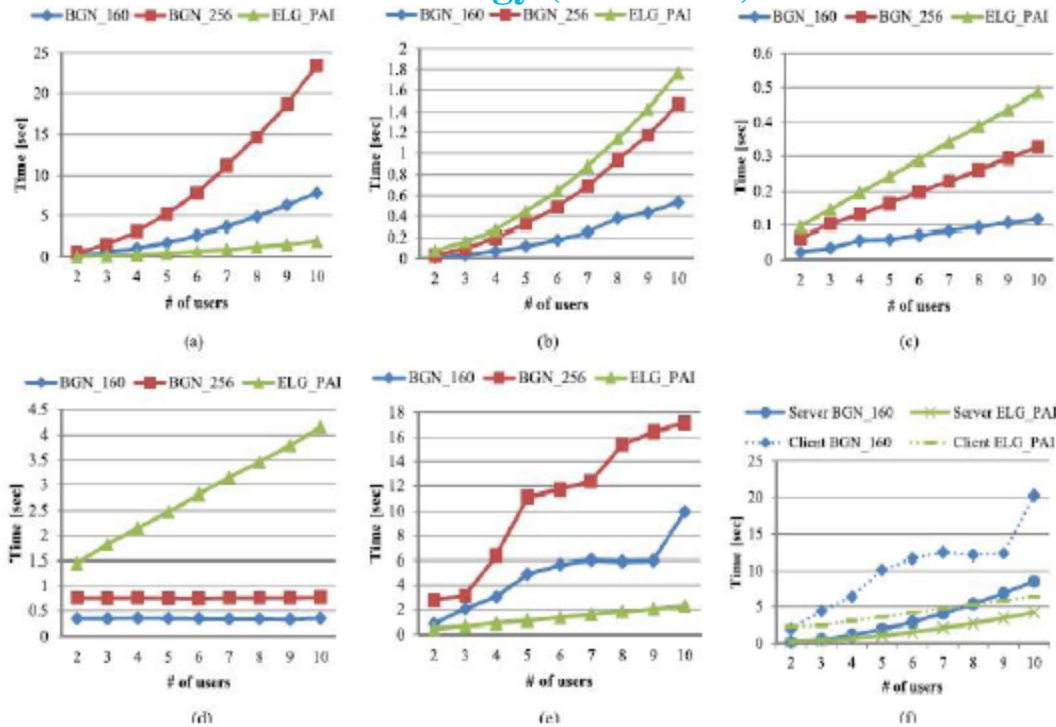 BGN_160 BGN_256 ELG_PAI
25
20
15
10
5
0
Time [sec]
2 3 4 5 6 7 8 9 10
# of users
(a)
BGN_160 BGN_256 ELG_PAI
2
1.8
1.6
1.4
1.2
1
0.8
0.6
0.4
0.2
0
Time [sec]
2 3 4 5 6 7 8 9 10
# of users
(b)
BGN_160 BGN_256 ELG_PAI
0.6
0.5
0.4
0.3
0.2
0.1
0
Time [sec]
2 3 4 5 6 7 8 9 10
# of users
(c)
BGN_160 BGN_256 ELG_PAI
4.5
4
3.5
3
2.5
2
1.5
1
0.5
0
Time [sec]
2 3 4 5 6 7 8 9 10
# of users
(d)
BGN_160 BGN_256 ELG_PAI
18
16
14
12
10
8
6
4
2
0
Time [sec]
2 3 4 5 6 7 8 9 10
# of users
(e)
Server BGN_160 Server ELG_PAI
Client BGN_160 Client ELG_PAI
25
20
15
10
5
0
Time [sec]
2 3 4 5 6 7 8 9 10
# of users
(f)